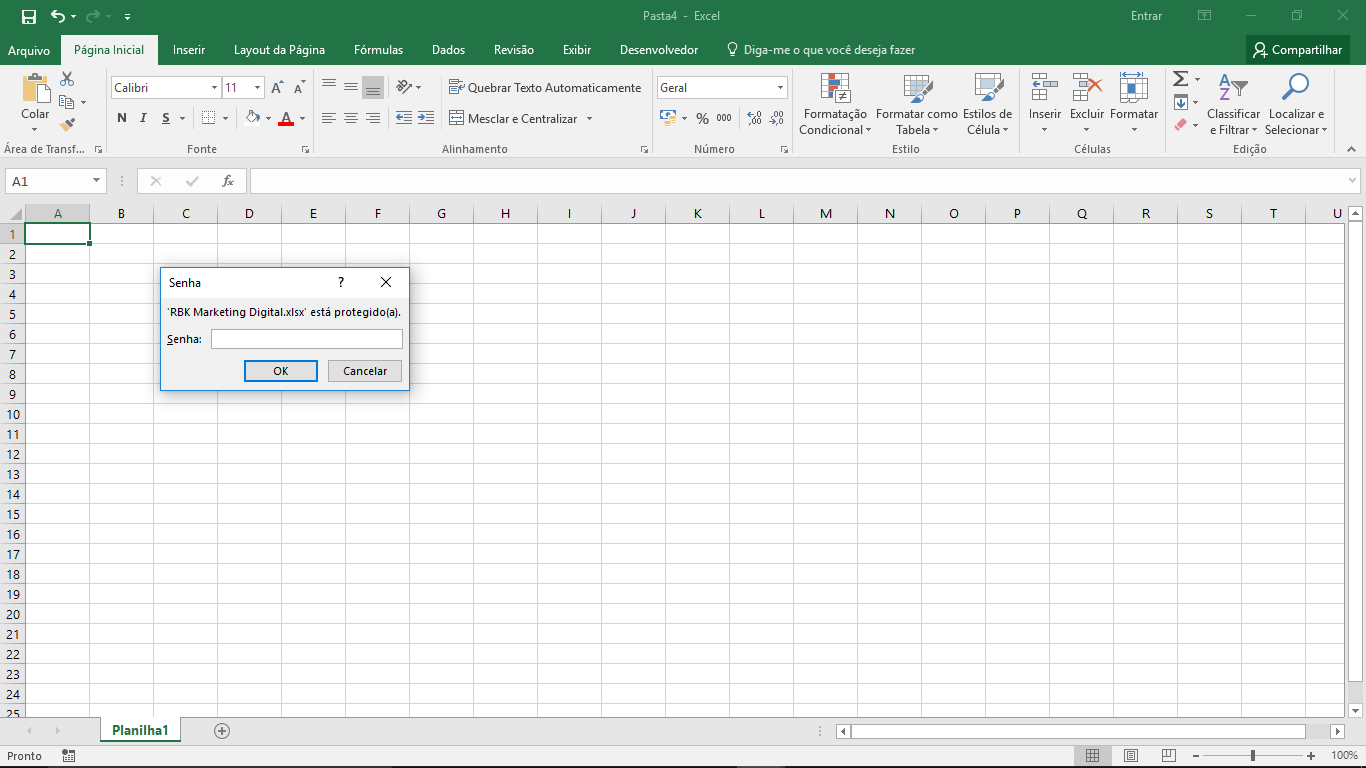 Pasta4 - Excel
Entrar
Arquivo Página Inicial Inserir Layout da Página Fórmulas Dados Revisão Exibir Desenvolvedor Diga-me o que você deseja fazer Compartilhar
Colar
Calibri 11
N I S A
Quebrar Texto Automaticamente
Mesclar e Centralizar
Geral
% 000
Formatação Condicional
Formatar como Tabela
Estilos de Célula
Inserir Excluir Formatar
Classificar e Filtrar
Localizar e Selecionar
Área de Transf... Fonte Alinhamento Número Estilo Células Edição
A1 fx
A B C D E F G H I J K L M N O P Q R S T U
1
2
3
4
5
6
7
8
9
10
11
12
13
14
15
16
17
18
19
20
21
22
23
24
25
Senha ?
'RBK Marketing Digital.xlsx' está protegido(a).
Senha:
OK Cancelar
Planilha1
Pronto 100%